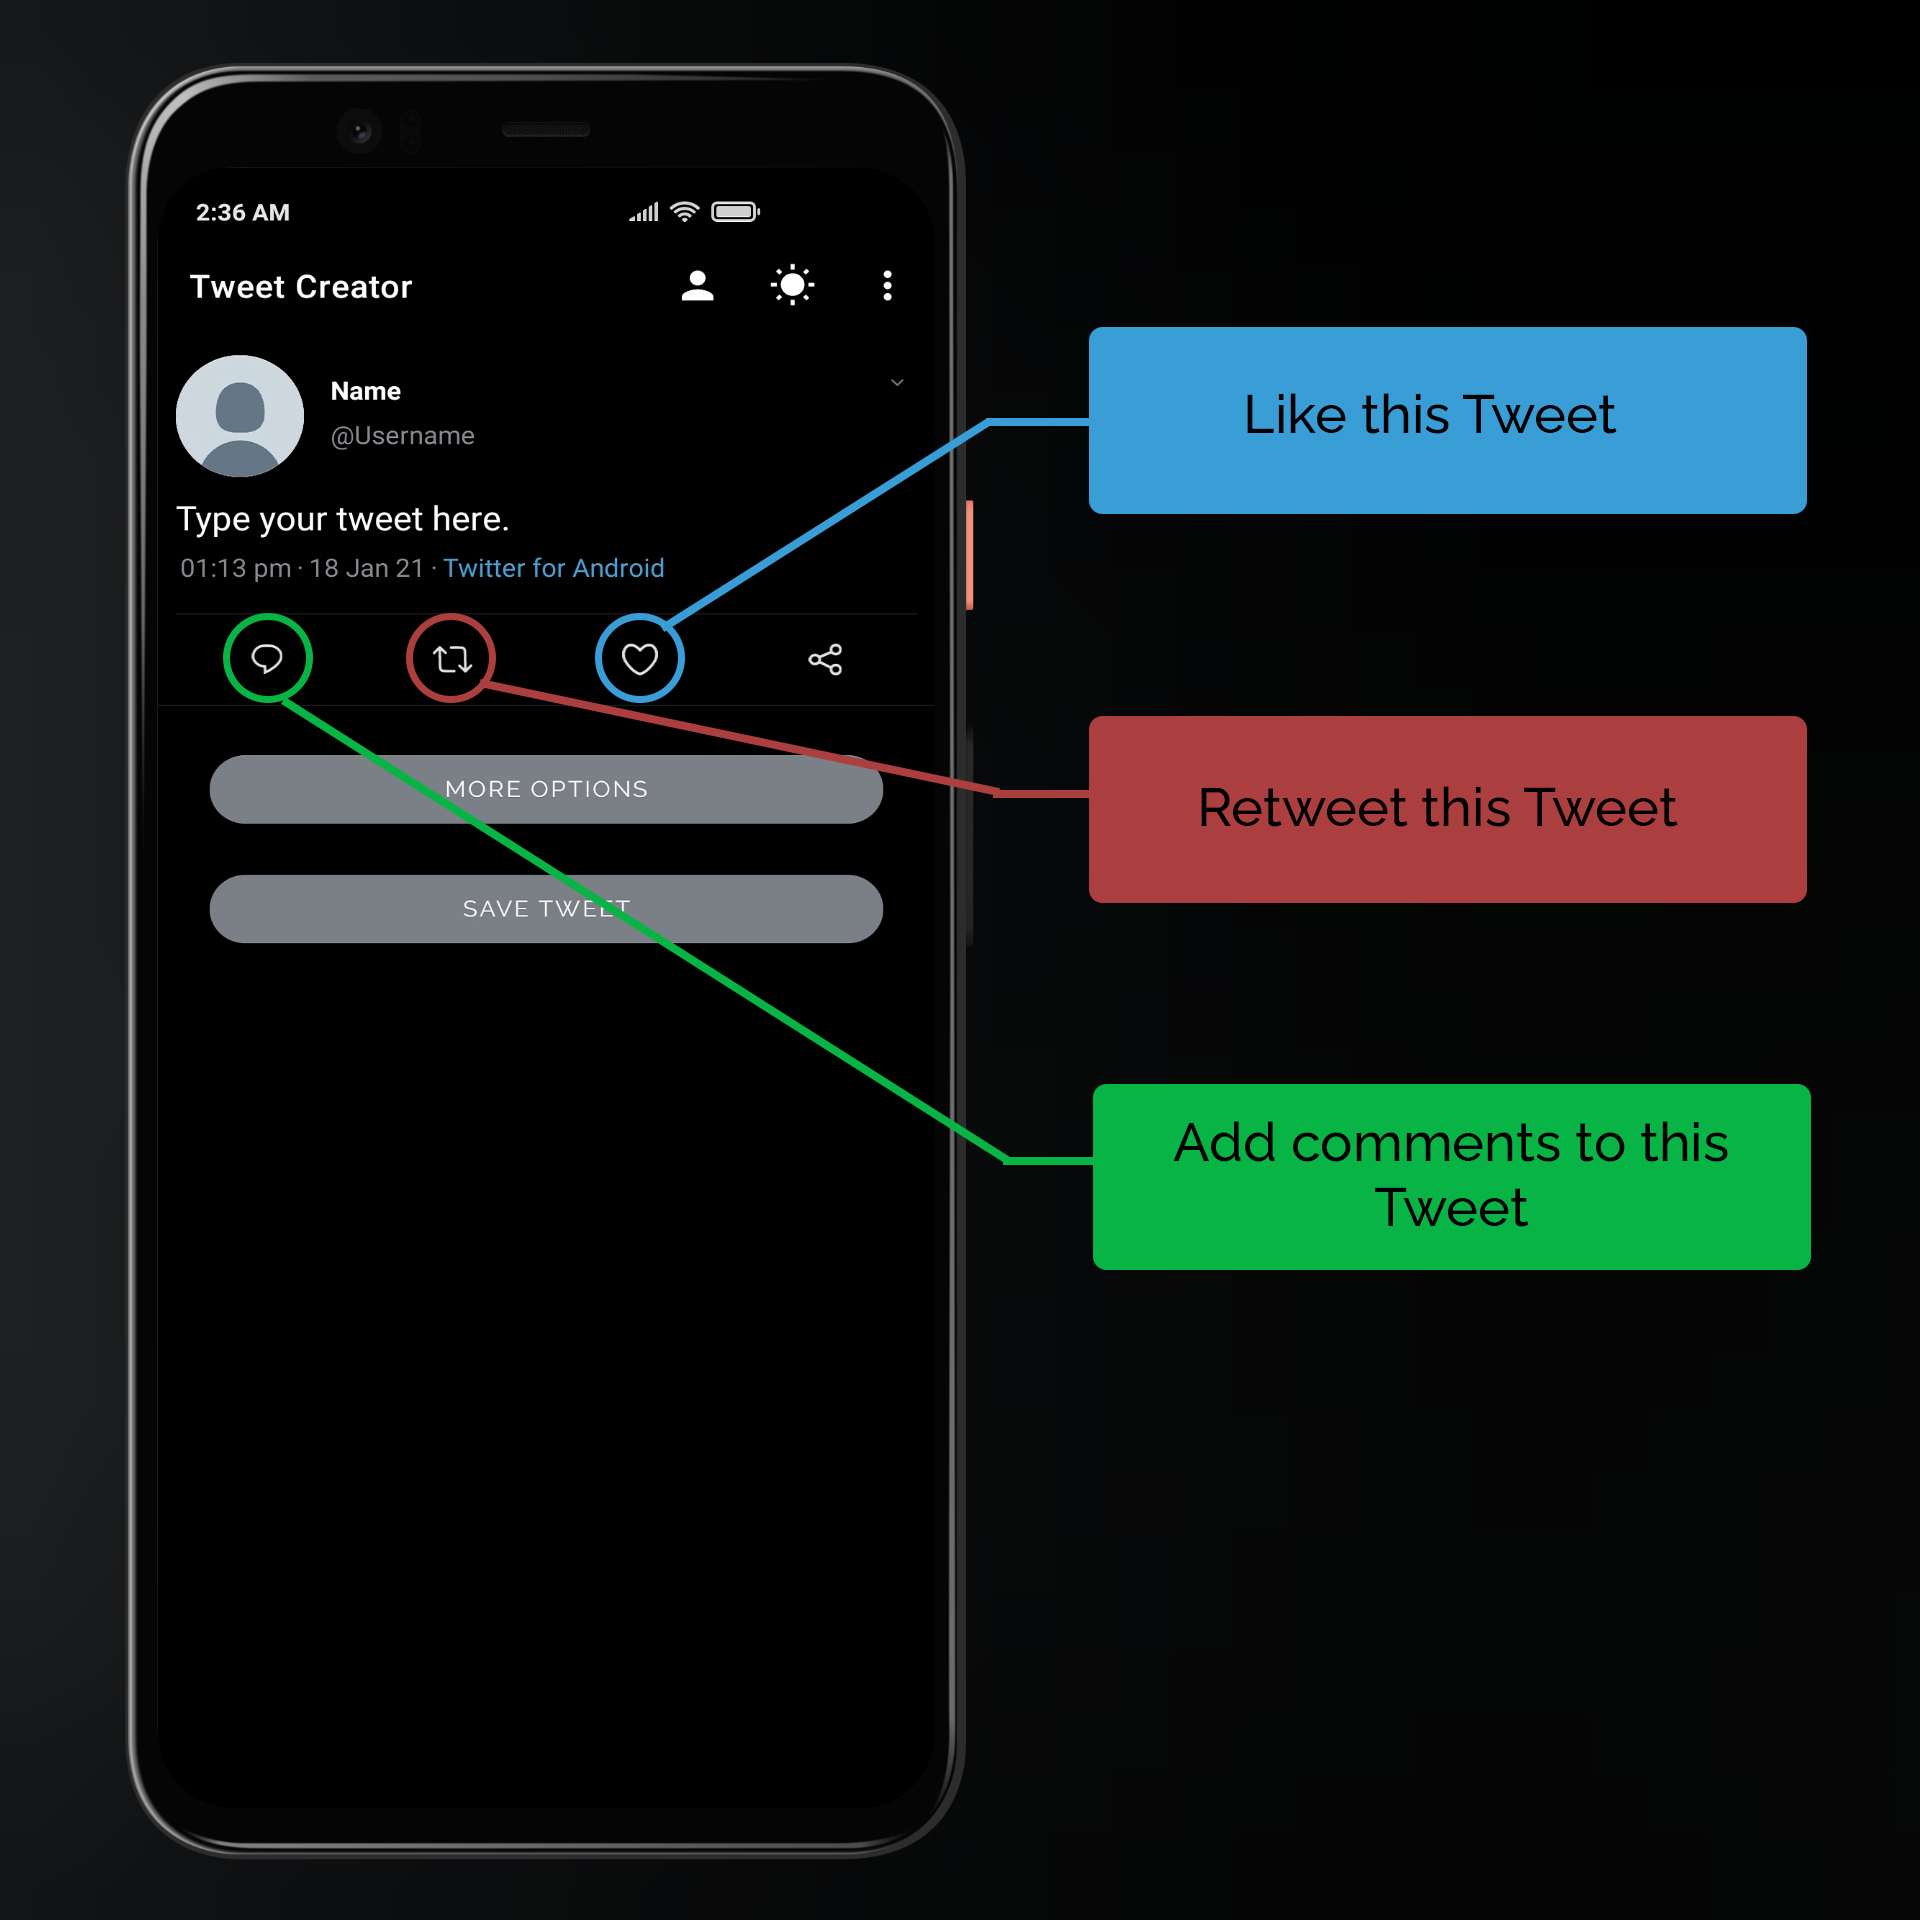 2:36 AM
Tweet Creator
Name
@Username
Type your tweet here.
01:13 pm · 18 Jan 21 · Twitter for Android
MORE OPTIONS
SAVE TWEET
Like this Tweet
Retweet this Tweet
Add comments to this
Tweet